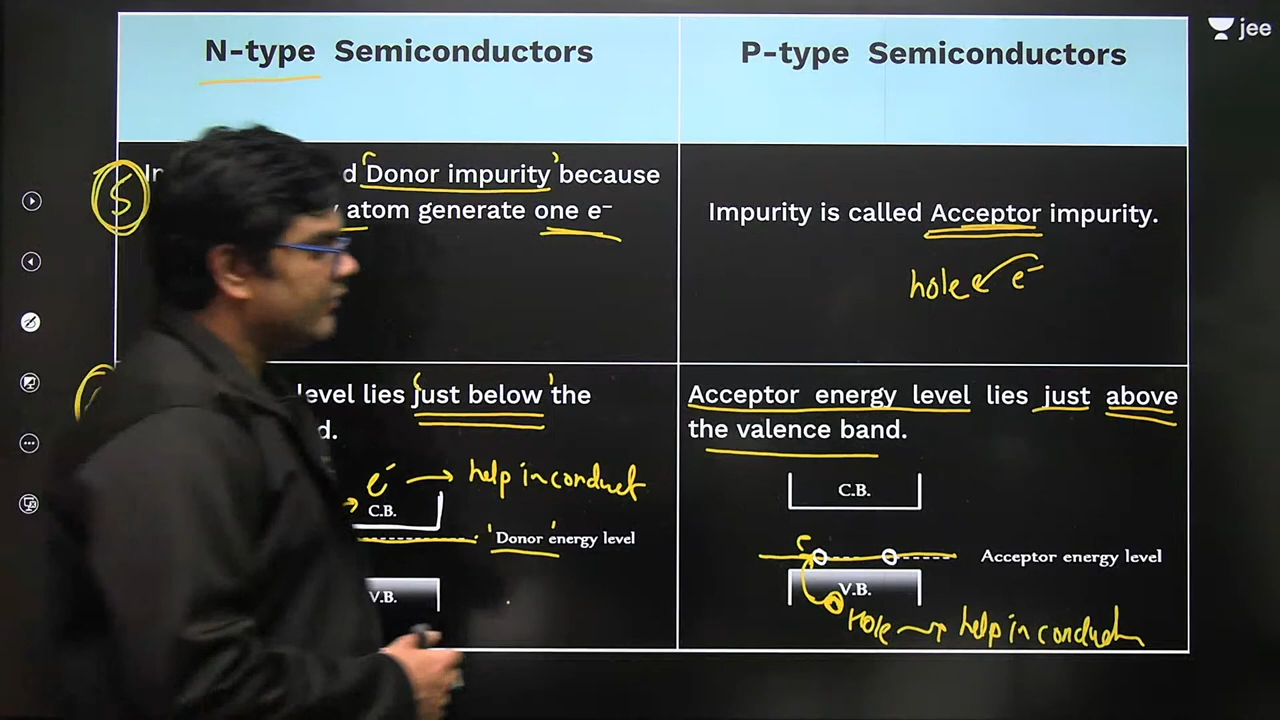 jee
N-type Semiconductors
P-type Semiconductors
5
Donor impurity because
atom generate one e⁻
Impurity is called Acceptor impurity.
hole e⁻
level lies 'just below' the
Acceptor energy level lies just above
the valence band.
e⁻ → help in conduct
C.B.
'Donor' energy level
V.B.
C.B.
Acceptor energy level
V.B.
Hole → help in conduct